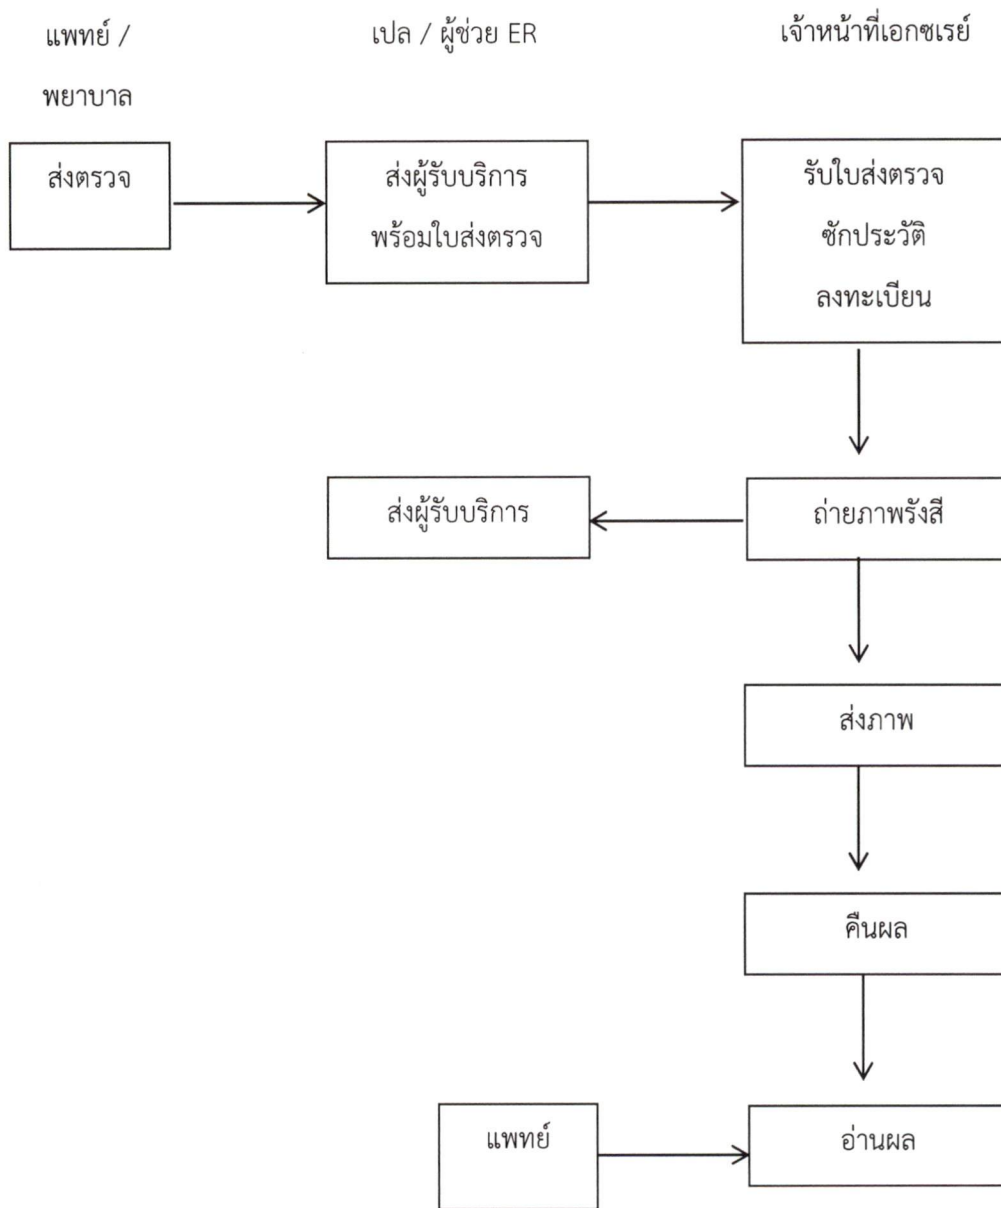 แพทย์ /
พยาบาล
เปล / ผู้ช่วย ER
เจ้าหน้าที่เอกซเรย์
ส่งตรวจ
ส่งผู้รับบริการ
พร้อมใบส่งตรวจ
รับใบส่งตรวจ
ซักประวัติ
ลงทะเบียน
ส่งผู้รับบริการ
ถ่ายภาพรังสี
ส่งภาพ
คืนผล
แพทย์
อ่านผล